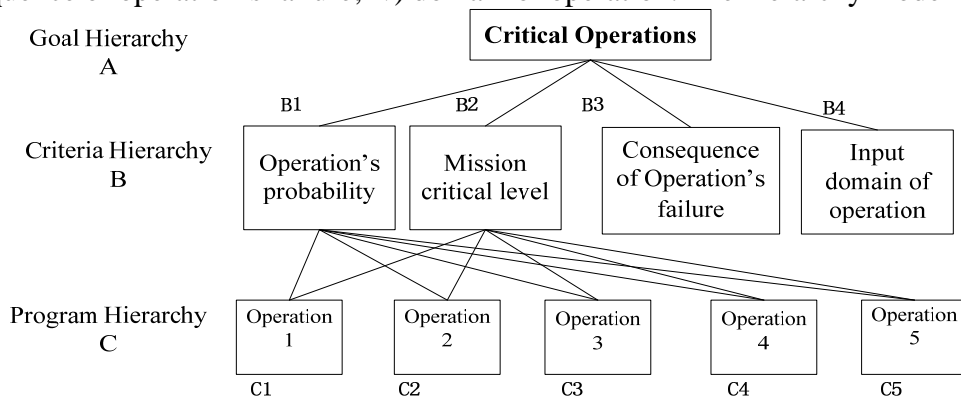 Goal Hierarchy
A
Critical Operations
B1
B2
B3
B4
Criteria Hierarchy
B
Operation's
probability
Mission
critical level
Consequence
of Operation's
failure
Input
domain of
operation
Program Hierarchy
C
Operation
1
Operation
2
Operation
3
Operation
4
Operation
5
C1
C2
C3
C4
C5